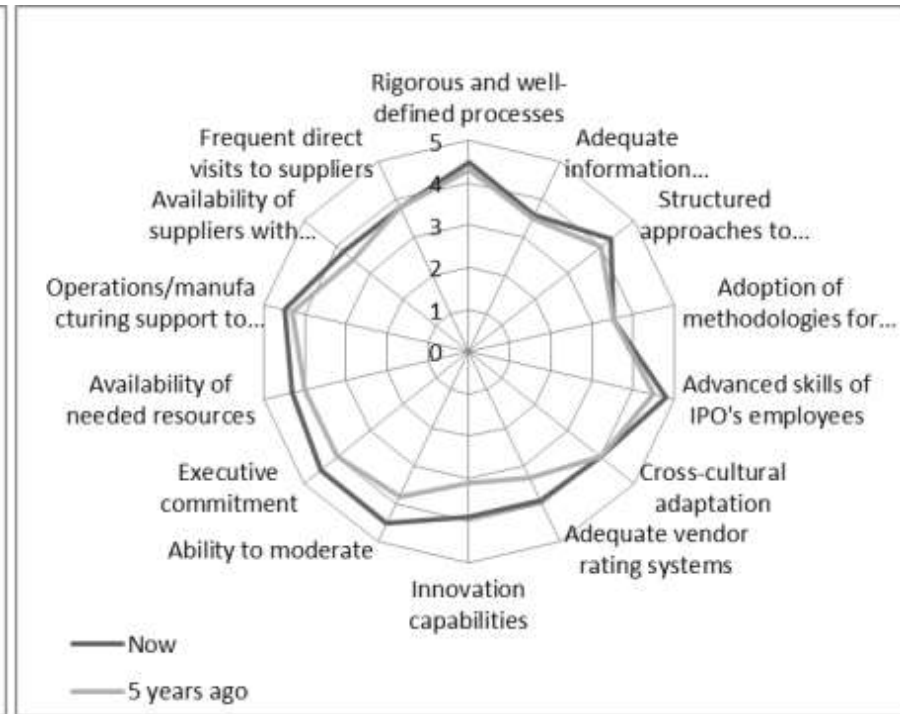 Rigorous and well-
defined processes
Adequate
information...
Structured
approaches to...
Adoption of
methodologies for...
Advanced skills of
IPO's employees
Cross-cultural
adaptation
Adequate vendor
rating systems
Innovation
capabilities
Ability to moderate
Executive
commitment
Availability of
needed resources
Operations/manufa
cturing support to...
Availability of
suppliers with...
Frequent direct
visits to suppliers
5
4
3
2
1
0
Now
5 years ago